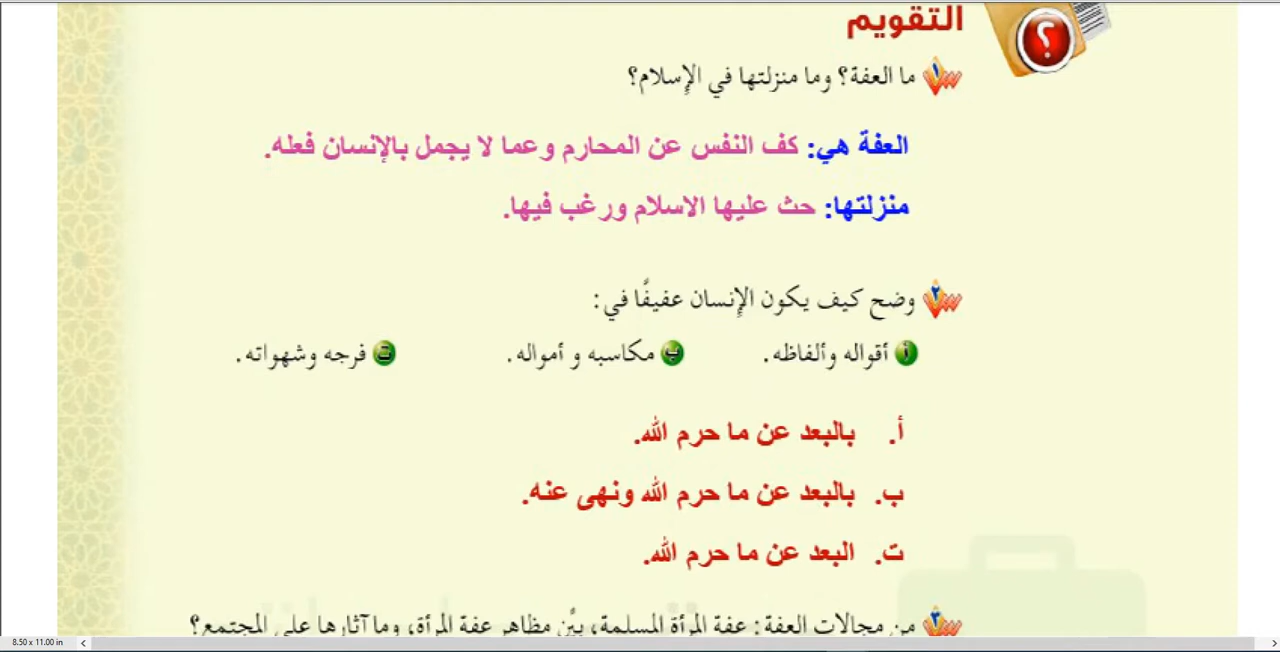 التقويم
س١ ما العفة؟ وما منزلتها في الإسلام؟
العفة هي: كف النفس عن المحارم وعما لا يجمل بالإنسان فعله.
منزلتها: حث عليها الاسلام ورغب فيها.
س٢ وضح كيف يكون الإنسان عفيفًا في:
أ أقواله وألفاظه. ب مكاسبه و أمواله. ت فرجه وشهواته.
أ. بالبعد عن ما حرم الله.
ب. بالبعد عن ما حرم الله ونهى عنه.
ت. البعد عن ما حرم الله.
س٣ من مجالات العفة: عفة المرأة المسلمة، بيَّن مظاهر عفة المرأة، وما آثارها على المجتمع؟
8.50 x 11.00 in